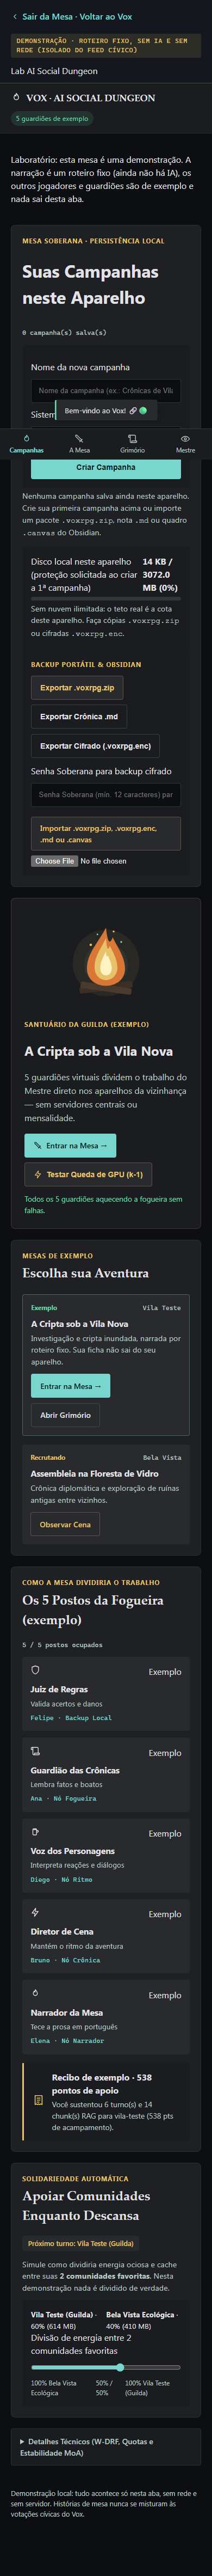 ‹ Sair da Mesa · Voltar ao Vox
DEMONSTRAÇÃO · ROTEIRO FIXO, SEM IA E SEM
REDE (ISOLADO DO FEED CÍVICO)
Lab AI Social Dungeon
VOX · AI SOCIAL DUNGEON
5 guardiões de exemplo
Laboratório: esta mesa é uma demonstração. A
narração é um roteiro fixo (ainda não há IA), os
outros jogadores e guardiões são de exemplo e
nada sai desta aba.
MESA SOBERANA · PERSISTÊNCIA LOCAL
Suas Campanhas
neste Aparelho
0 campanha(s) salva(s)
Nome da nova campanha
Nome da campanha (ex.: Crônicas de Vila
Bem-vindo ao Vox!
Campanhas
A Mesa
Grimório
Mestre
Criar Campanha
Nenhuma campanha salva ainda neste aparelho.
Crie sua primeira campanha acima ou importe
um pacote .voxrpg.zip, nota .md ou quadro
.canvas do Obsidian.
Disco local neste aparelho
(proteção solicitada ao criar
a 1ª campanha)
14 KB /
3072.0
MB (0%)
Sem nuvem ilimitada: o teto real é a cota
deste aparelho. Faça cópias .voxrpg.zip
ou cifradas .voxrpg.enc.
BACKUP PORTÁTIL & OBSIDIAN
Exportar .voxrpg.zip
Exportar Crônica .md
Exportar Cifrado (.voxrpg.enc)
Senha Soberana para backup cifrado
Senha Soberana (mín. 12 caracteres) par
Importar .voxrpg.zip, .voxrpg.enc,
.md ou .canvas
Choose File No file chosen
SANTUÁRIO DA GUILDA (EXEMPLO)
A Cripta sob a Vila Nova
5 guardiões virtuais dividem o trabalho do
Mestre direto nos aparelhos da vizinhança
— sem servidores centrais ou
mensalidade.
Entrar na Mesa →
Testar Queda de GPU (k-1)
Todos os 5 guardiões aquecendo a fogueira sem
falhas.
MESAS DE EXEMPLO
Escolha sua Aventura
Exemplo
Vila Teste
A Cripta sob a Vila Nova
Investigação e cripta inundada, narrada por
roteiro fixo. Sua ficha não sai do seu
aparelho.
Entrar na Mesa →
Abrir Grimório
Recrutando
Bela Vista
Assembleia na Floresta de Vidro
Crônica diplomática e exploração de ruínas
antigas entre vizinhos.
Observar Cena
COMO A MESA DIVIDIRIA O TRABALHO
Os 5 Postos da Fogueira
(exemplo)
5 / 5 postos ocupados
Exemplo
Juiz de Regras
Valida acertos e danos
Felipe · Backup Local
Exemplo
Guardião das Crônicas
Lembra fatos e boatos
Ana · Nó Fogueira
Exemplo
Voz dos Personagens
Interpreta reações e diálogos
Diego · Nó Ritmo
Exemplo
Diretor de Cena
Mantém o ritmo da aventura
Bruno · Nó Crônica
Exemplo
Narrador da Mesa
Tece a prosa em português
Elena · Nó Narrador
Recibo de exemplo · 538
pontos de apoio
Você sustentou 6 turno(s) e 14
chunk(s) RAG para vila-teste (538 pts
de acampamento).
SOLIDARIEDADE AUTOMÁTICA
Apoiar Comunidades
Enquanto Descansa
Próximo turno: Vila Teste (Guilda)
Simule como dividiria energia ociosa e cache
entre suas 2 comunidades favoritas. Nesta
demonstração nada é dividido de verdade.
Vila Teste (Guilda) ·
60% (614 MB)
Bela Vista Ecológica ·
40% (410 MB)
Divisão de energia entre 2
comunidades favoritas
100% Bela Vista
Ecológica
50% /
50%
100% Vila Teste
(Guilda)
▶ Detalhes Técnicos (W-DRF, Quotas e
Estabilidade MoA)
Demonstração local: tudo acontece só nesta aba, sem rede e
sem servidor. Histórias de mesa nunca se misturam às
votações cívicas do Vox.